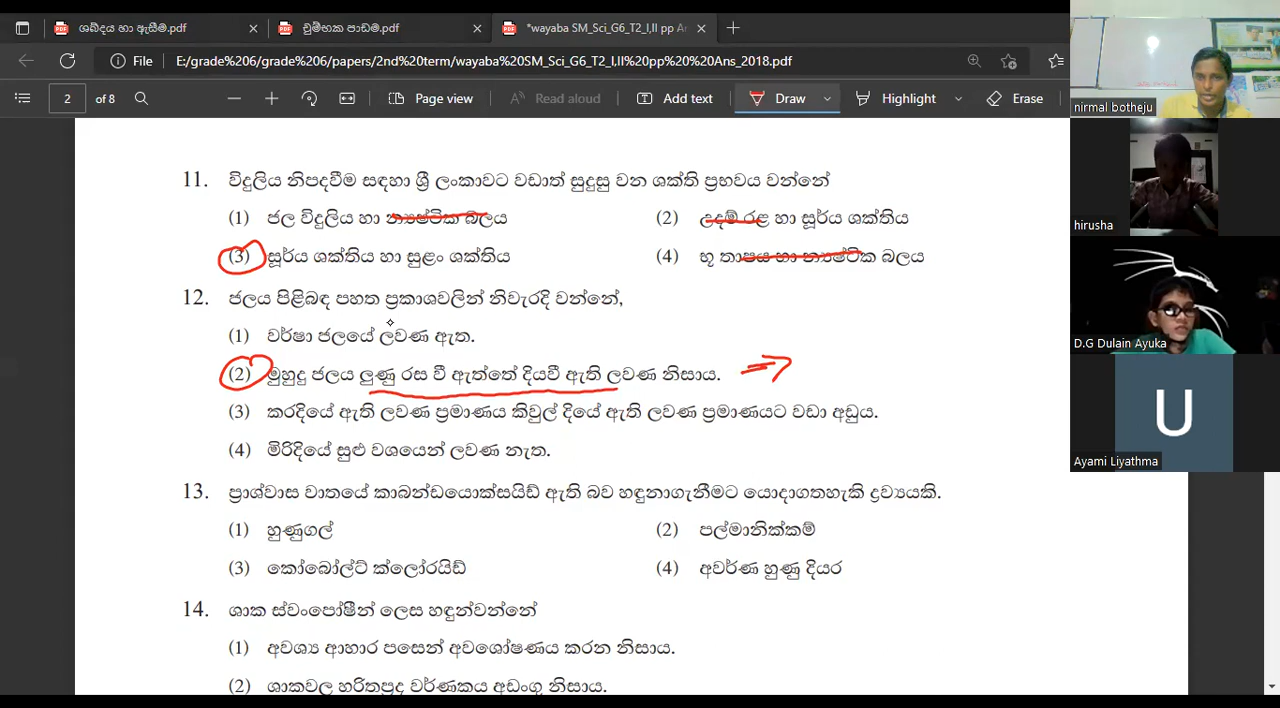 ශබ්දය හා ඇසීම.pdf
චුම්භක පාඩම.pdf
*wayaba SM_Sci_G6_T2_I,II pp A
File E:/grade%206/grade%206/papers/2nd%20term/wayaba%20SM_Sci_G6_T2_I,II%20pp%20%20Ans_2018.pdf
2 of 8
Page view
Read aloud
Add text
Draw
Highlight
Erase
11. විදුලිය නිපදවීම සඳහා ශ්‍රී ලංකාවට වඩාත් සුදුසු වන ශක්ති ප්‍රභවය වන්නේ
(1) ජල විදුලිය හා න්‍යෂ්ටික බලය (2) උදම් රළ හා සූර්ය ශක්තිය
(3) සූර්ය ශක්තිය හා සුළං ශක්තිය (4) භූ තාපය හා න්‍යෂ්ටික බලය
12. ජලය පිළිබඳ පහත ප්‍රකාශවලින් නිවැරදි වන්නේ,
(1) වර්ෂා ජලයේ ලවණ ඇත.
(2) මුහුදු ජලය ලුණු රස වී ඇත්තේ දියවී ඇති ලවණ නිසාය.
(3) කරදියේ ඇති ලවණ ප්‍රමාණය කිවුල් දියේ ඇති ලවණ ප්‍රමාණයට වඩා අඩුය.
(4) මිරිදියේ සුළු වශයෙන් ලවණ නැත.
13. ප්‍රාශ්වාස වාතයේ කාබන්ඩයොක්සයිඩ් ඇති බව හඳුනාගැනීමට යොදාගතහැකි ද්‍රව්‍යයකි.
(1) හුණුගල් (2) පල්මානික්කම්
(3) කෝබෝල්ට් ක්ලෝරයිඩ් (4) අවර්ණ හුණු දියර
14. ශාක ස්වංපෝෂීන් ලෙස හඳුන්වන්නේ
(1) අවශ්‍ය ආහාර පසෙන් අවශෝෂණය කරන නිසාය.
(2) ශාකවල හරිතප්‍රද වර්ණකය අඩංගු නිසාය.
nirmal botheju
hirusha
D.G Dulain Ayuka
U
Ayami Liyathma